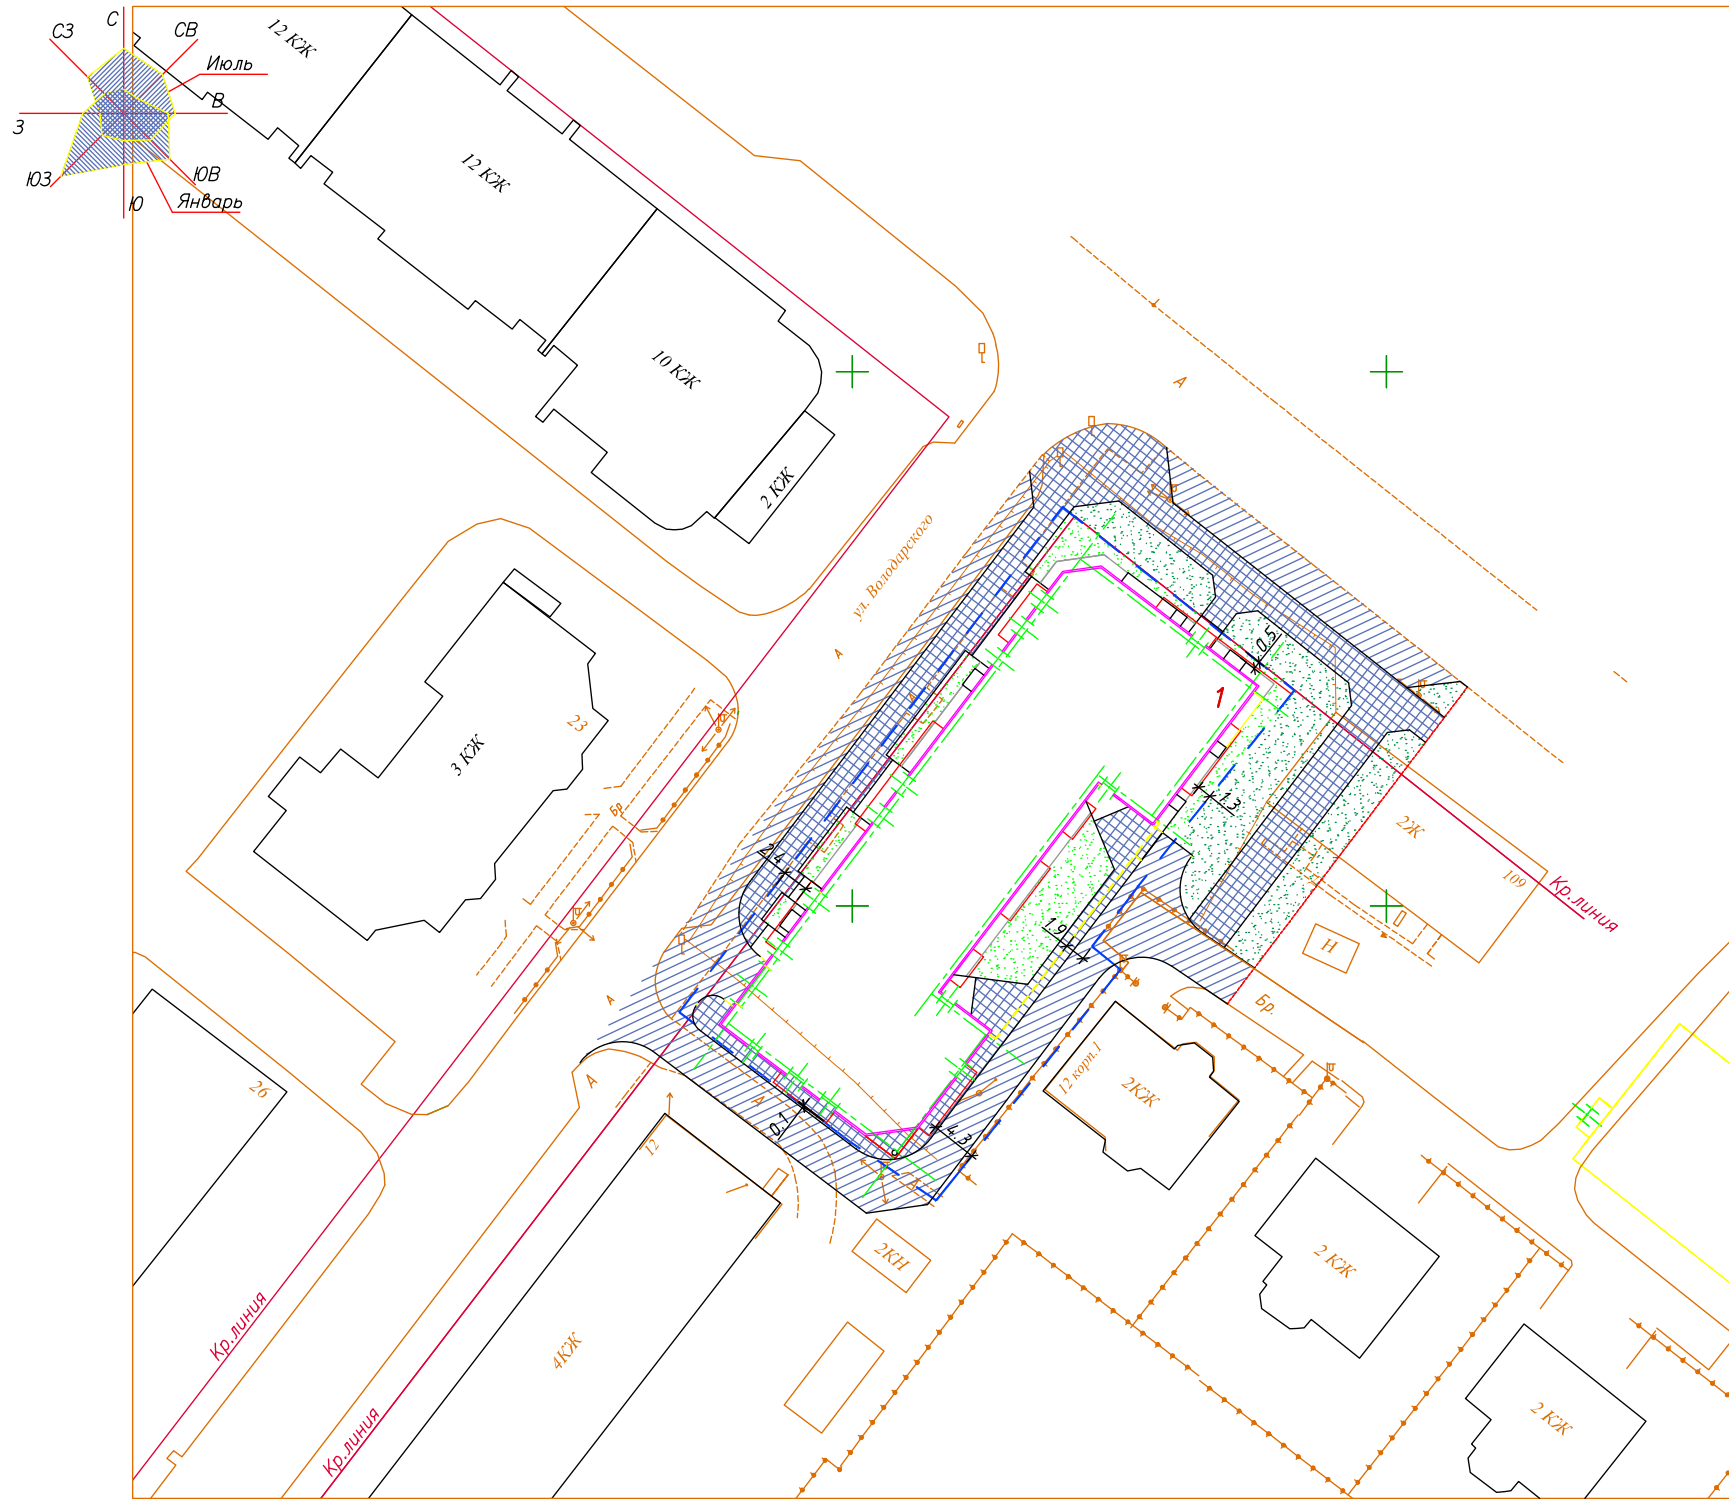 С
СЗ
СВ
Июль
В
З
ЮЗ
ЮВ
Январь
Ю
12 КЖ
12 КЖ
10 КЖ
2 КЖ
А
ул. Володарского
А
А
23
3 КЖ
Бр
0.5
1
1.3
2.4
1.9
4.3
0.1
2Ж
109
Кр.линия
Н
Бр.
12 корп.1
2КЖ
А
А
А
26
12
2КН
4КЖ
2 КЖ
2 КЖ
Кр.линия
Кр.линия